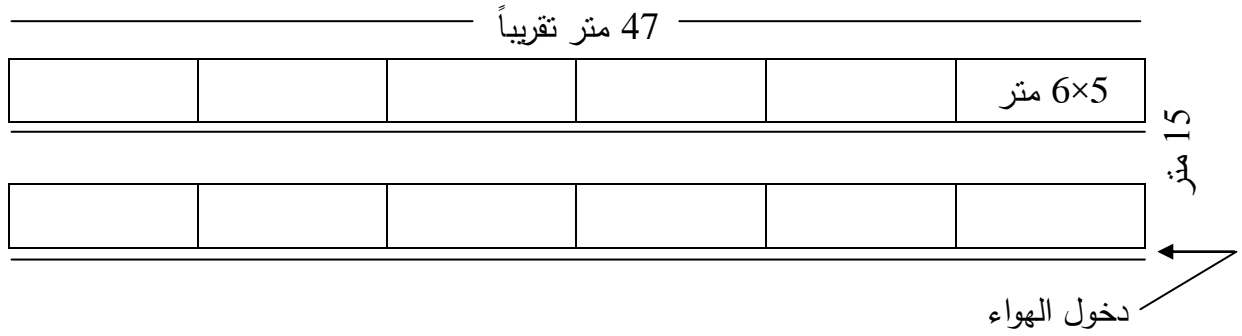 47 متر تقريباً
5×6 متر
15 متر
دخول الهواء